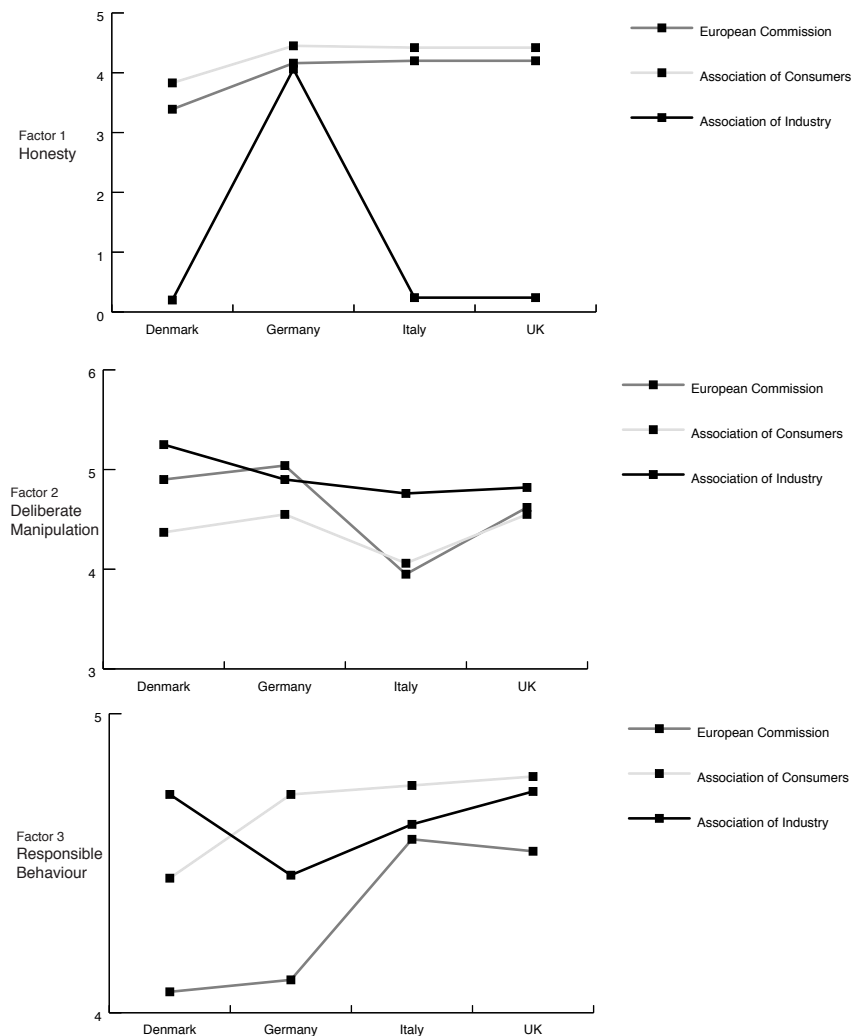 5
4
3
2
1
0
Factor 1
Honesty
Denmark Germany Italy UK
European Commission
Association of Consumers
Association of Industry
6
5
4
3
Factor 2
Deliberate
Manipulation
Denmark Germany Italy UK
European Commission
Association of Consumers
Association of Industry
5
4
Factor 3
Responsible
Behaviour
Denmark Germany Italy UK
European Commission
Association of Consumers
Association of Industry